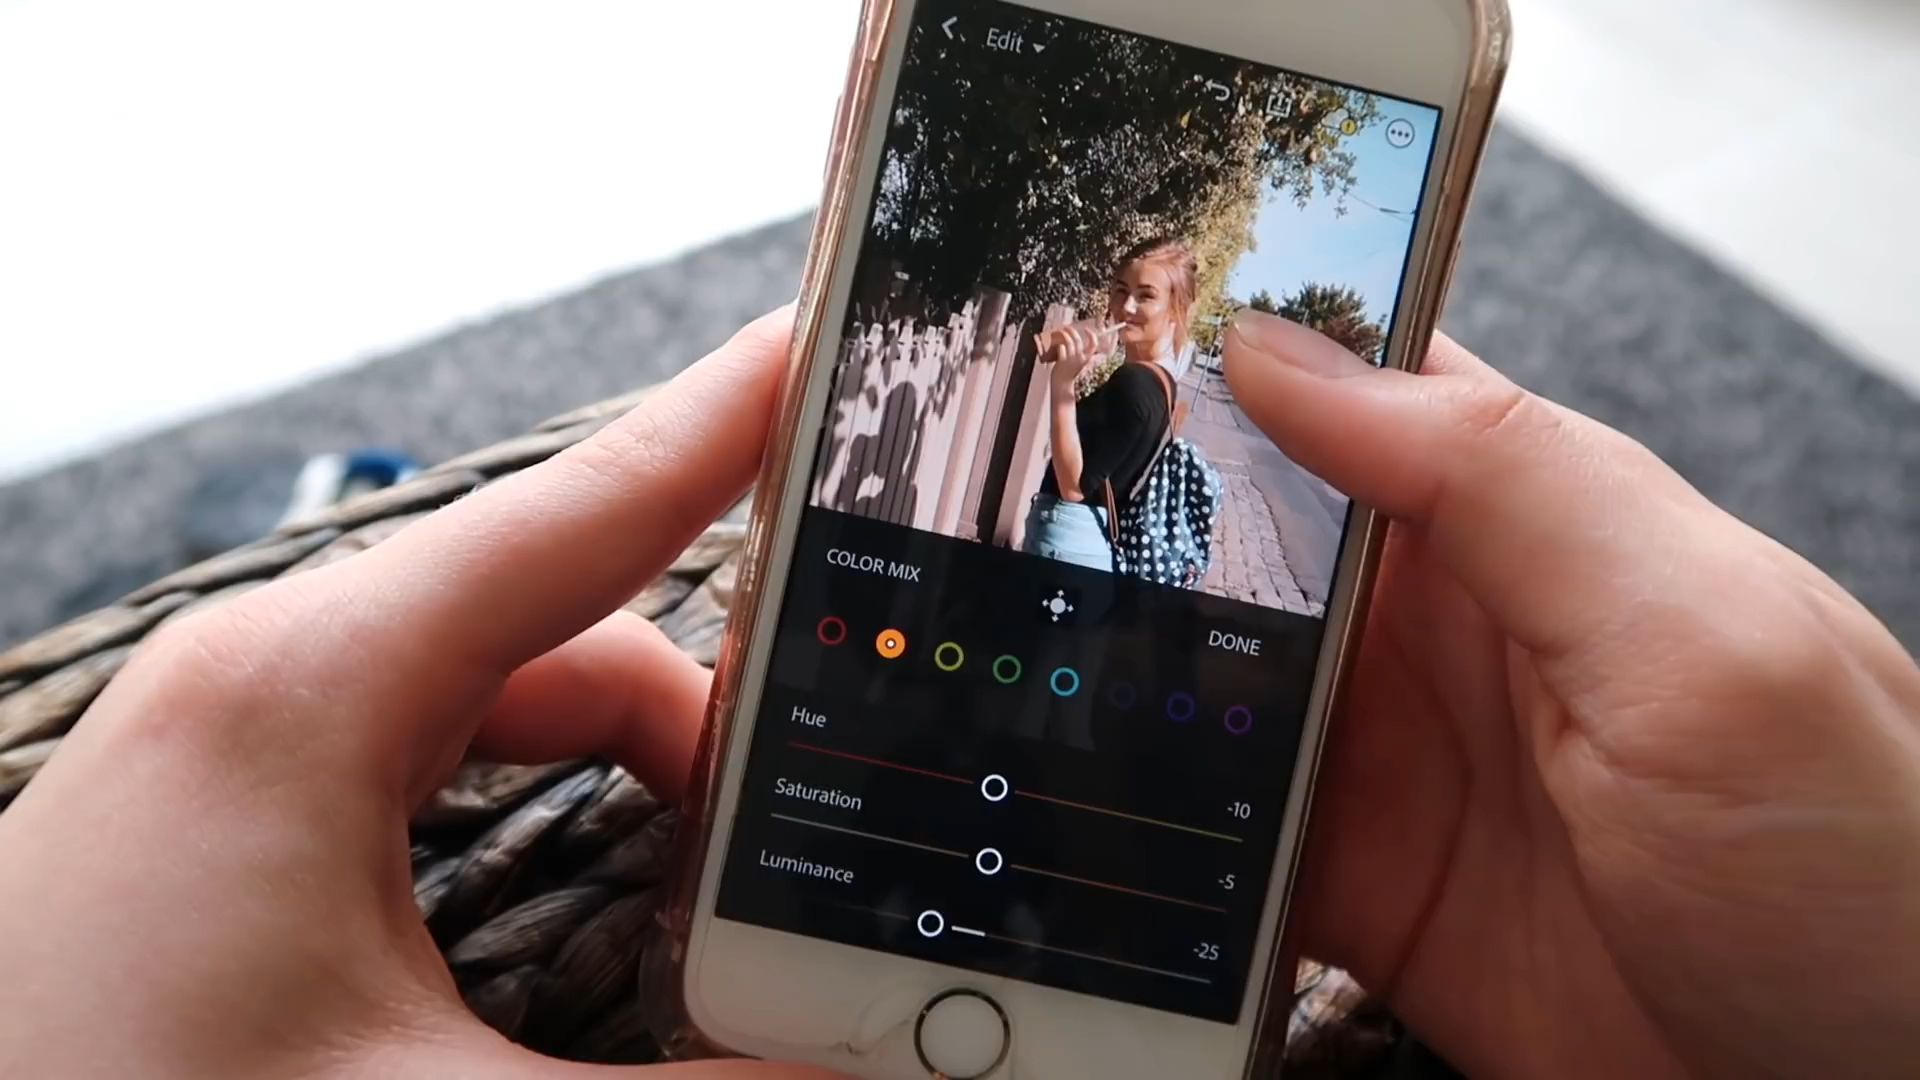 Edit
COLOR MIX
DONE
Hue
-10
Saturation
-5
Luminance
-25